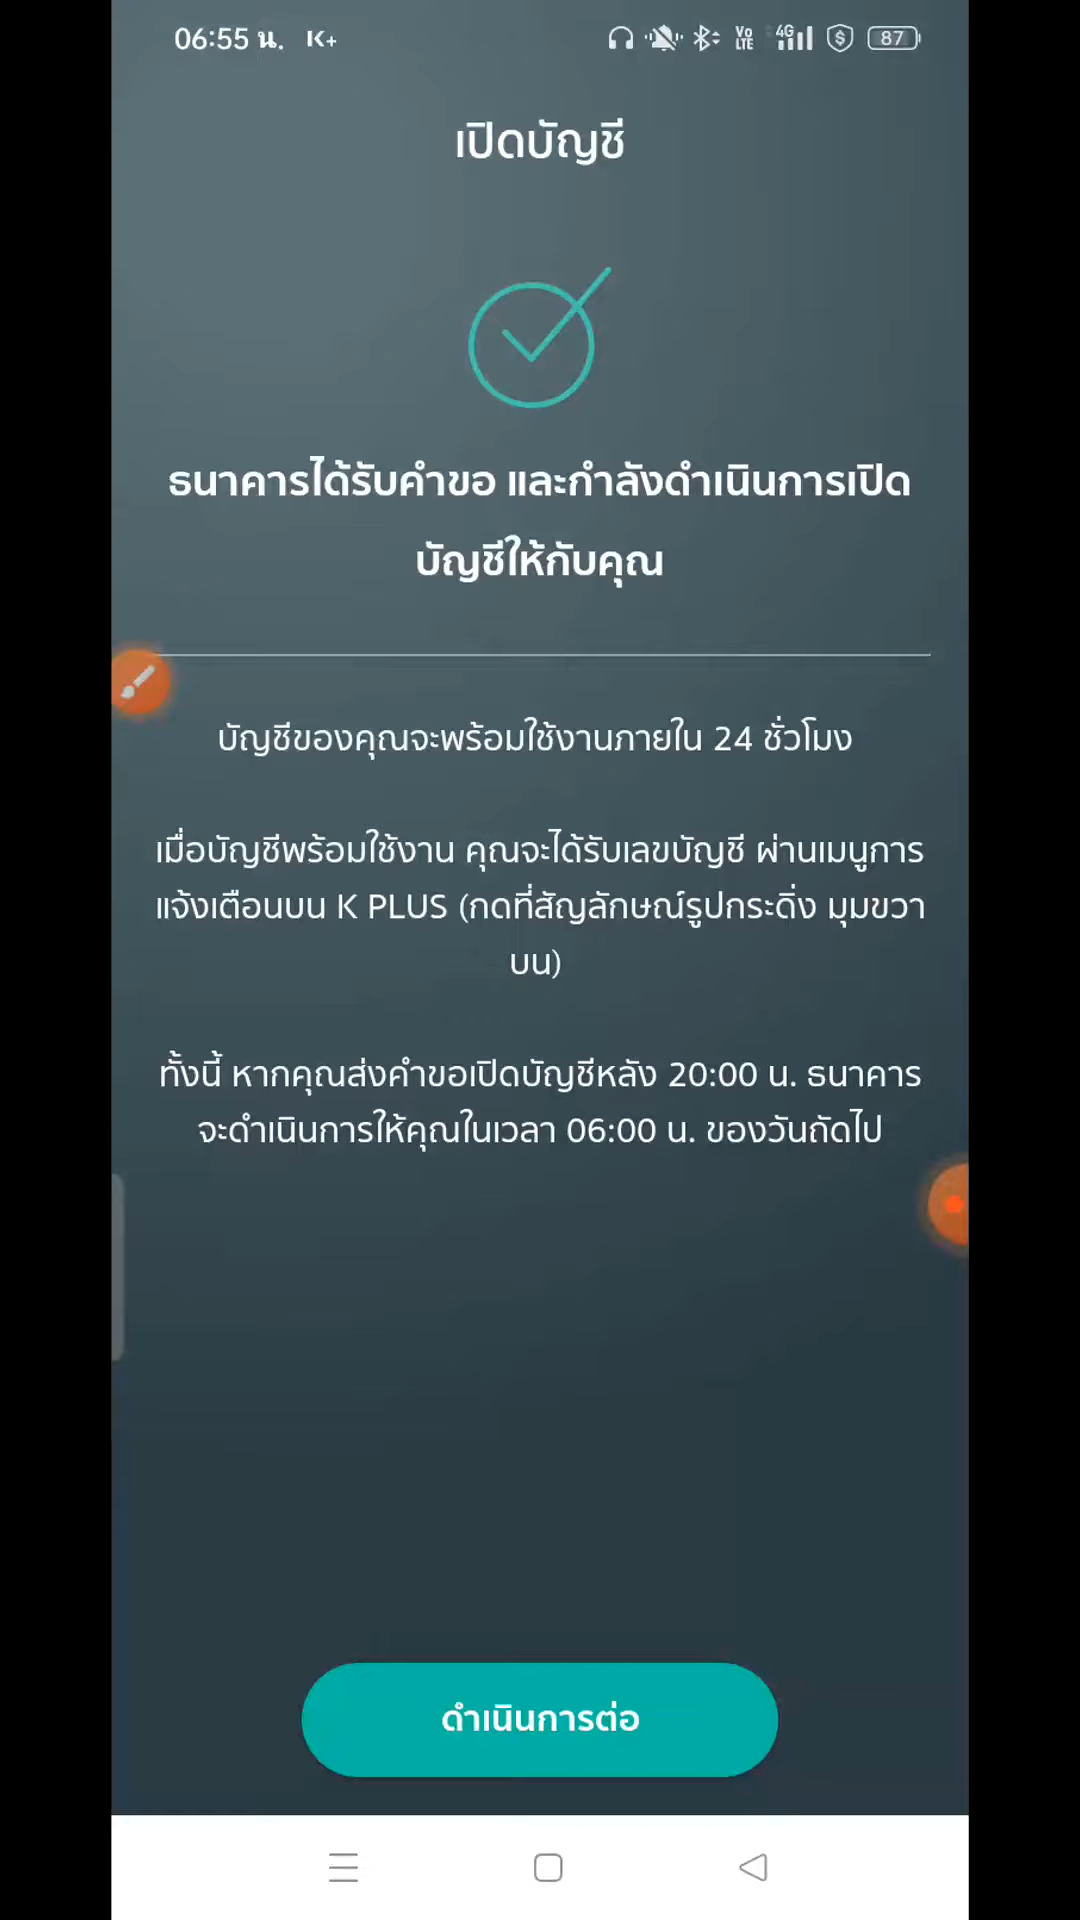 06:55 น. K+ Vo LTE 4G 87
เปิดบัญชี
ธนาคารได้รับคำขอ และกำลังดำเนินการเปิด
บัญชีให้กับคุณ
บัญชีของคุณจะพร้อมใช้งานภายใน 24 ชั่วโมง
เมื่อบัญชีพร้อมใช้งาน คุณจะได้รับเลขบัญชี ผ่านเมนูการ
แจ้งเตือนบน K PLUS (กดที่สัญลักษณ์รูปกระดิ่ง มุมขวา
บน)
ทั้งนี้ หากคุณส่งคำขอเปิดบัญชีหลัง 20:00 น. ธนาคาร
จะดำเนินการให้คุณในเวลา 06:00 น. ของวันถัดไป
ดำเนินการต่อ